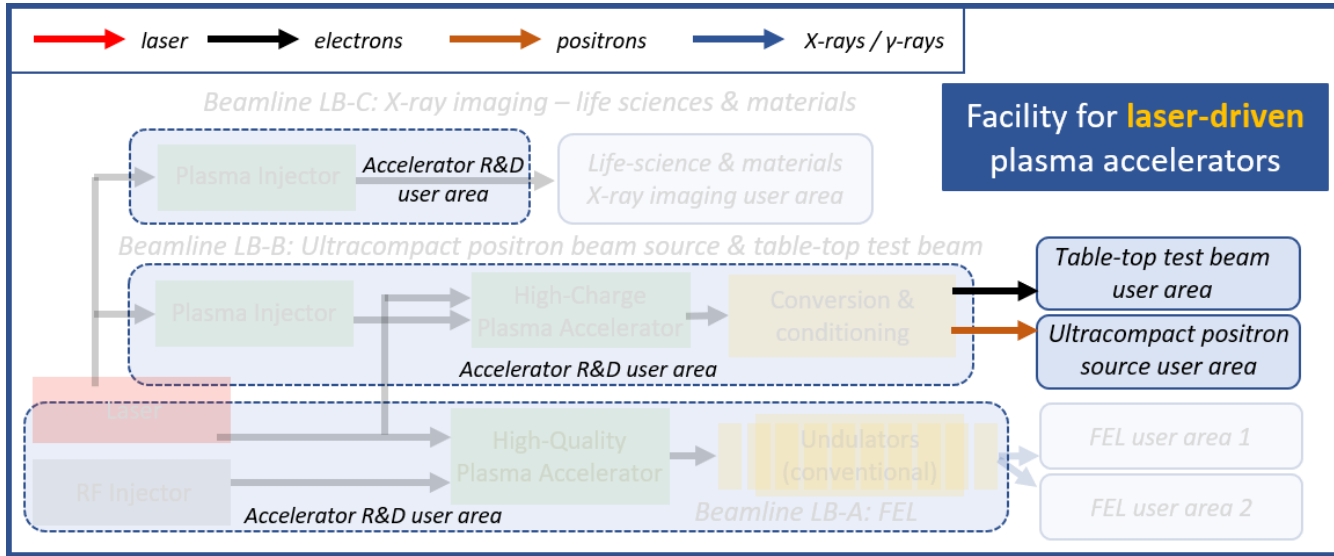 laser
electrons
positrons
X-rays / γ-rays
Facility for laser-driven
plasma accelerators
Beamline LB-C: X-ray imaging – life sciences & materials
Plasma Injector
Accelerator R&D
user area
Life-science & materials
X-ray imaging user area
Beamline LB-B: Ultracompact positron beam source & table-top test beam
Plasma Injector
High-Charge
Plasma Accelerator
Conversion &
conditioning
Table-top test beam
user area
Ultracompact positron
source user area
Accelerator R&D user area
Laser
RF Injector
High-Quality
Plasma Accelerator
Undulators
(conventional)
FEL user area 1
FEL user area 2
Accelerator R&D user area
Beamline LB-A: FEL